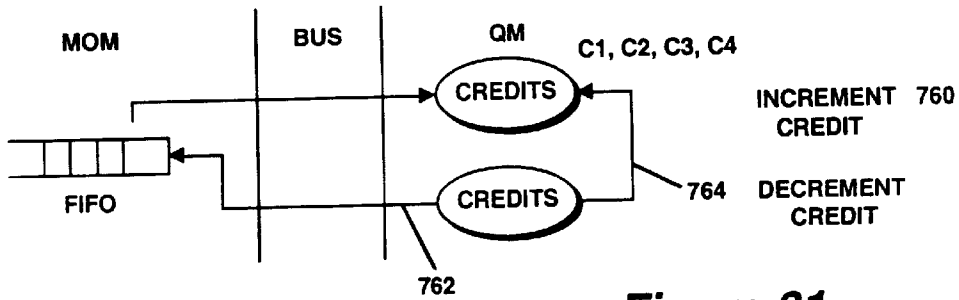 MOM
BUS
QM
C1, C2, C3, C4
CREDITS
INCREMENT 760
CREDIT
FIFO
CREDITS
764
DECREMENT
CREDIT
762